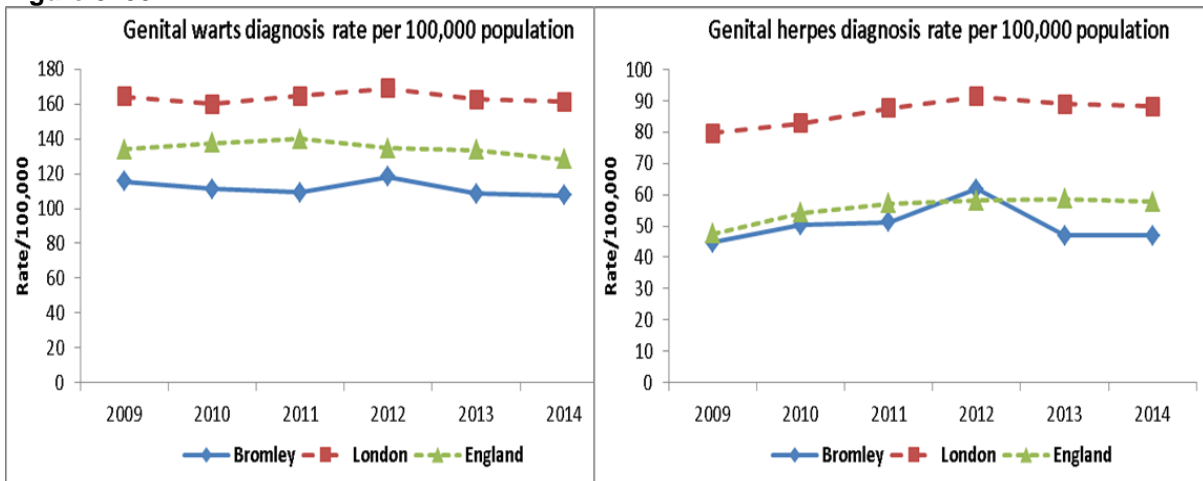 Genital warts diagnosis rate per 100,000 population
180
160
140
120
100
80
60
40
20
0
Rate/100,000
2009 2010 2011 2012 2013 2014
Bromley London England
Genital herpes diagnosis rate per 100,000 population
100
90
80
70
60
50
40
30
20
10
0
Rate/100,000
2009 2010 2011 2012 2013 2014
Bromley London England